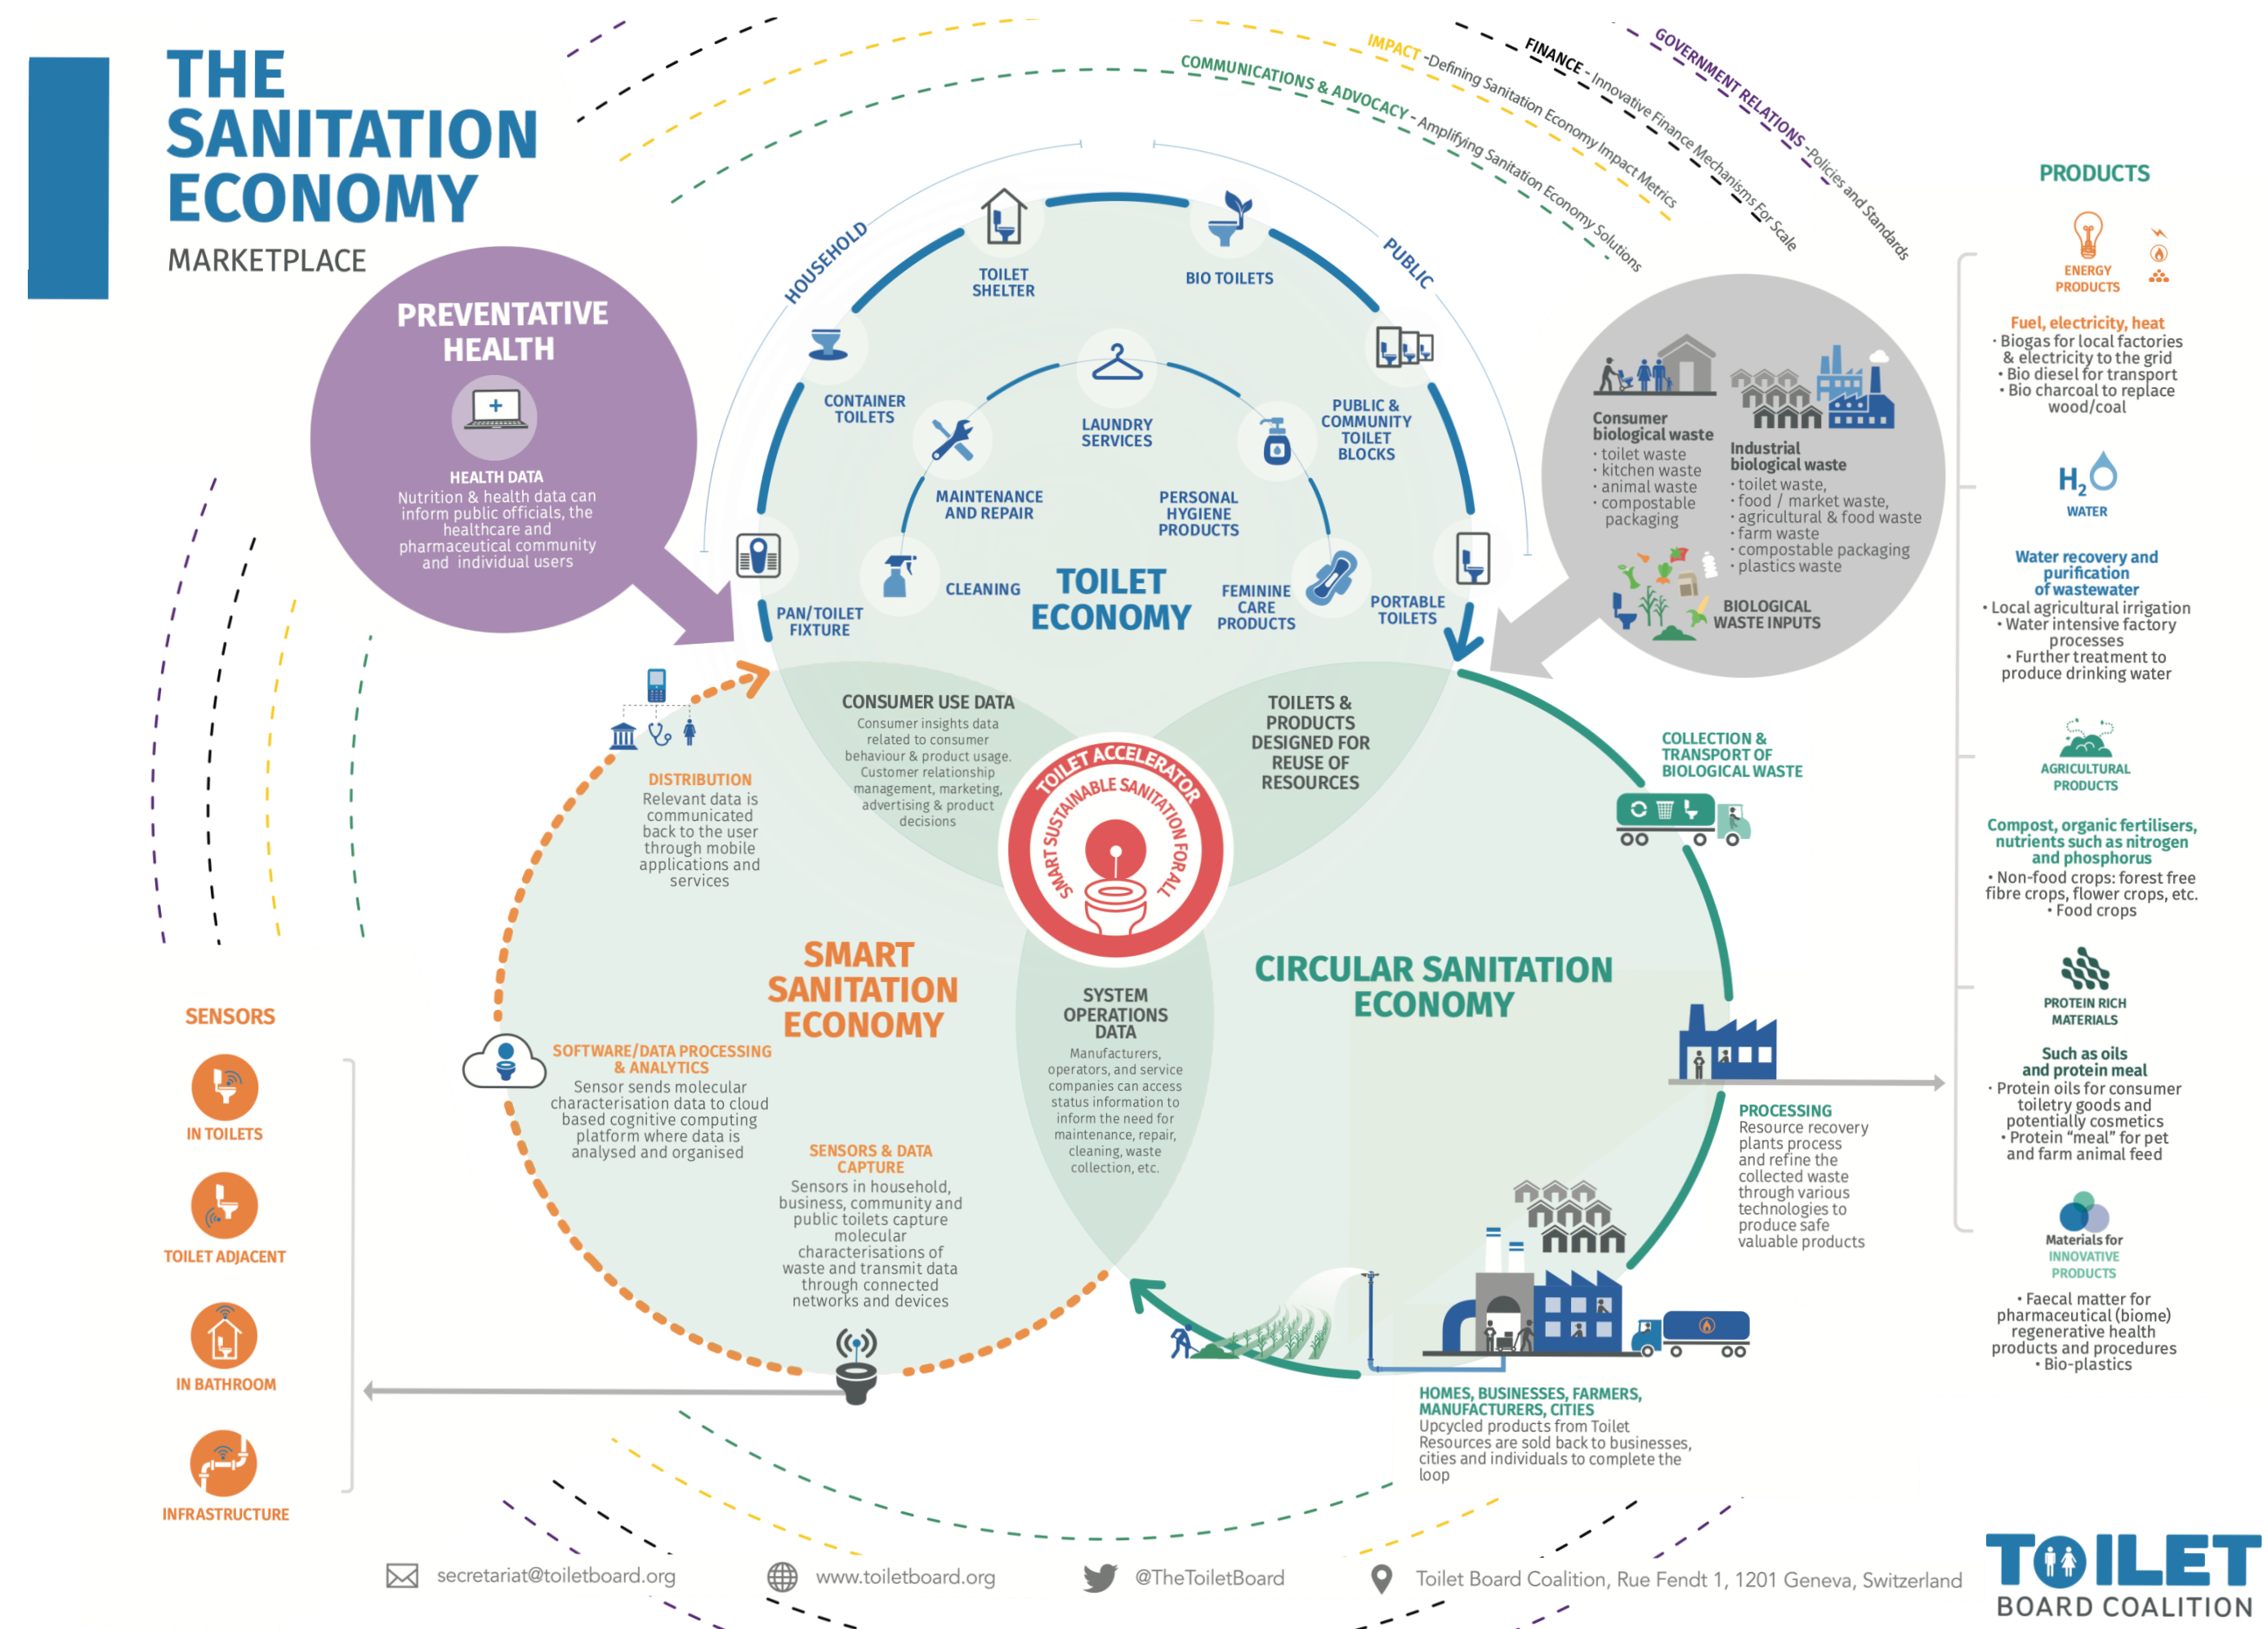 THE
SANITATION
ECONOMY
MARKETPLACE
GOVERNMENT RELATIONS -Policies and Standards
FINANCE - Innovative Finance Mechanisms For Scale
IMPACT -Defining Sanitation Economy Impact Metrics
COMMUNICATIONS & ADVOCACY - Amplifying Sanitation Economy Solutions
PREVENTATIVE
HEALTH
HEALTH DATA
Nutrition & health data can
inform public officials, the
healthcare and
pharmaceutical community
and individual users
HOUSEHOLD
PUBLIC
TOILET
SHELTER
BIO TOILETS
CONTAINER
TOILETS
PUBLIC &
COMMUNITY
TOILET
BLOCKS
PAN/TOILET
FIXTURE
PORTABLE
TOILETS
LAUNDRY
SERVICES
MAINTENANCE
AND REPAIR
PERSONAL
HYGIENE
PRODUCTS
CLEANING
FEMININE
CARE
PRODUCTS
TOILET
ECONOMY
Consumer
biological waste
· toilet waste
· kitchen waste
· animal waste
· compostable
packaging
Industrial
biological waste
· toilet waste,
· food / market waste,
· agricultural & food waste
· farm waste
· compostable packaging
· plastics waste
BIOLOGICAL
WASTE INPUTS
CONSUMER USE DATA
Consumer insights data
related to consumer
behaviour & product usage.
Customer relationship
management, marketing,
advertising & product
decisions
TOILETS &
PRODUCTS
DESIGNED FOR
REUSE OF
RESOURCES
TOILET ACCELERATOR
SMART SUSTAINABLE SANITATION FOR ALL
SYSTEM
OPERATIONS
DATA
Manufacturers,
operators, and service
companies can access
status information to
inform the need for
maintenance, repair,
cleaning, waste
collection, etc.
SMART
SANITATION
ECONOMY
DISTRIBUTION
Relevant data is
communicated
back to the user
through mobile
applications and
services
SOFTWARE/DATA PROCESSING
& ANALYTICS
Sensor sends molecular
characterisation data to cloud
based cognitive computing
platform where data is
analysed and organised
SENSORS & DATA
CAPTURE
Sensors in household,
business, community and
public toilets capture
molecular
characterisations of
waste and transmit data
through connected
networks and devices
SENSORS
IN TOILETS
TOILET ADJACENT
IN BATHROOM
INFRASTRUCTURE
CIRCULAR SANITATION
ECONOMY
COLLECTION &
TRANSPORT OF
BIOLOGICAL WASTE
PROCESSING
Resource recovery
plants process
and refine the
collected waste
through various
technologies to
produce safe
valuable products
HOMES, BUSINESSES, FARMERS,
MANUFACTURERS, CITIES
Upcycled products from Toilet
Resources are sold back to businesses,
cities and individuals to complete the
loop
PRODUCTS
ENERGY
PRODUCTS
Fuel, electricity, heat
· Biogas for local factories
& electricity to the grid
• Bio diesel for transport
• Bio charcoal to replace
wood/coal
H2O
WATER
Water recovery and
purification
of wastewater
• Local agricultural irrigation
• Water intensive factory
processes
• Further treatment to
produce drinking water
AGRICULTURAL
PRODUCTS
Compost, organic fertilisers,
nutrients such as nitrogen
and phosphorus
• Non-food crops: forest free
fibre crops, flower crops, etc.
• Food crops
PROTEIN RICH
MATERIALS
Such as oils
and protein meal
· Protein oils for consumer
toiletry goods and
potentially cosmetics
• Protein “meal” for pet
and farm animal feed
Materials for
INNOVATIVE
PRODUCTS
• Faecal matter for
pharmaceutical (biome)
regenerative health
products and procedures
• Bio-plastics
secretariat@toiletboard.org
www.toiletboard.org
@TheToiletBoard
Toilet Board Coalition, Rue Fendt 1, 1201 Geneva, Switzerland
TOILET
BOARD COALITION